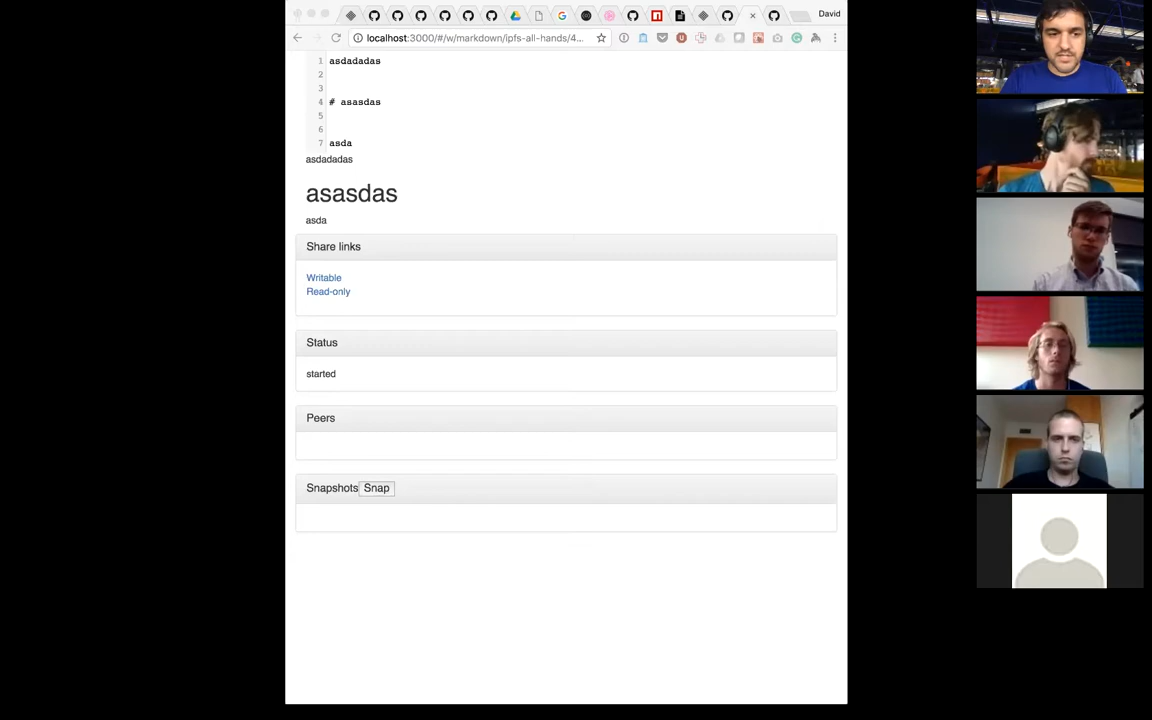 David
localhost:3000/#/w/markdown/ipfs-all-hands/4...
1 asdadadas
2
3
4 # asasdas
5
6
7 asda
asdadadas
asasdas
asda
Share links
Writable
Read-only
Status
started
Peers
Snapshots Snap